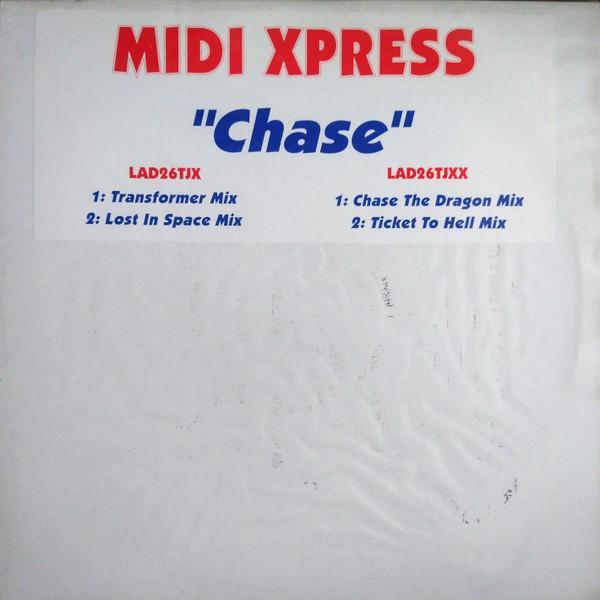 MIDI XPRESS
"Chase"
LAD26TJX
1: Transformer Mix
2: Lost In Space Mix
LAD26TJXX
1: Chase The Dragon Mix
2: Ticket To Hell Mix